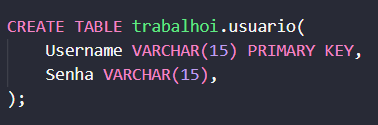 CREATE TABLE trabalhoi.usuario(
    Username VARCHAR(15) PRIMARY KEY,
    Senha VARCHAR(15),
);